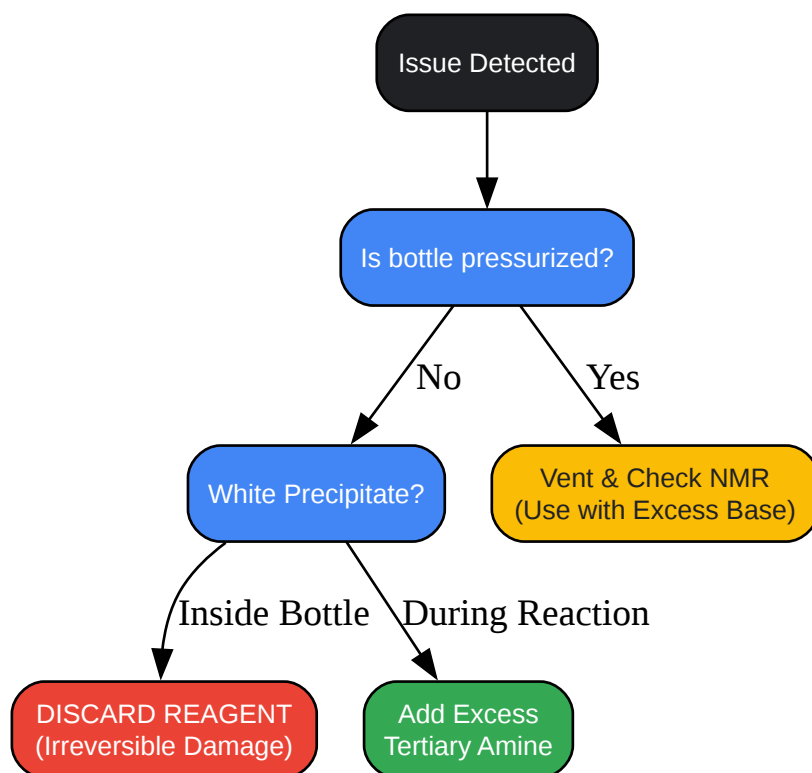 Issue Detected
Is bottle pressurized?
No
Yes
White Precipitate?
Vent & Check NMR
(Use with Excess Base)
Inside Bottle
During Reaction
DISCARD REAGENT
(Irreversible Damage)
Add Excess
Tertiary Amine